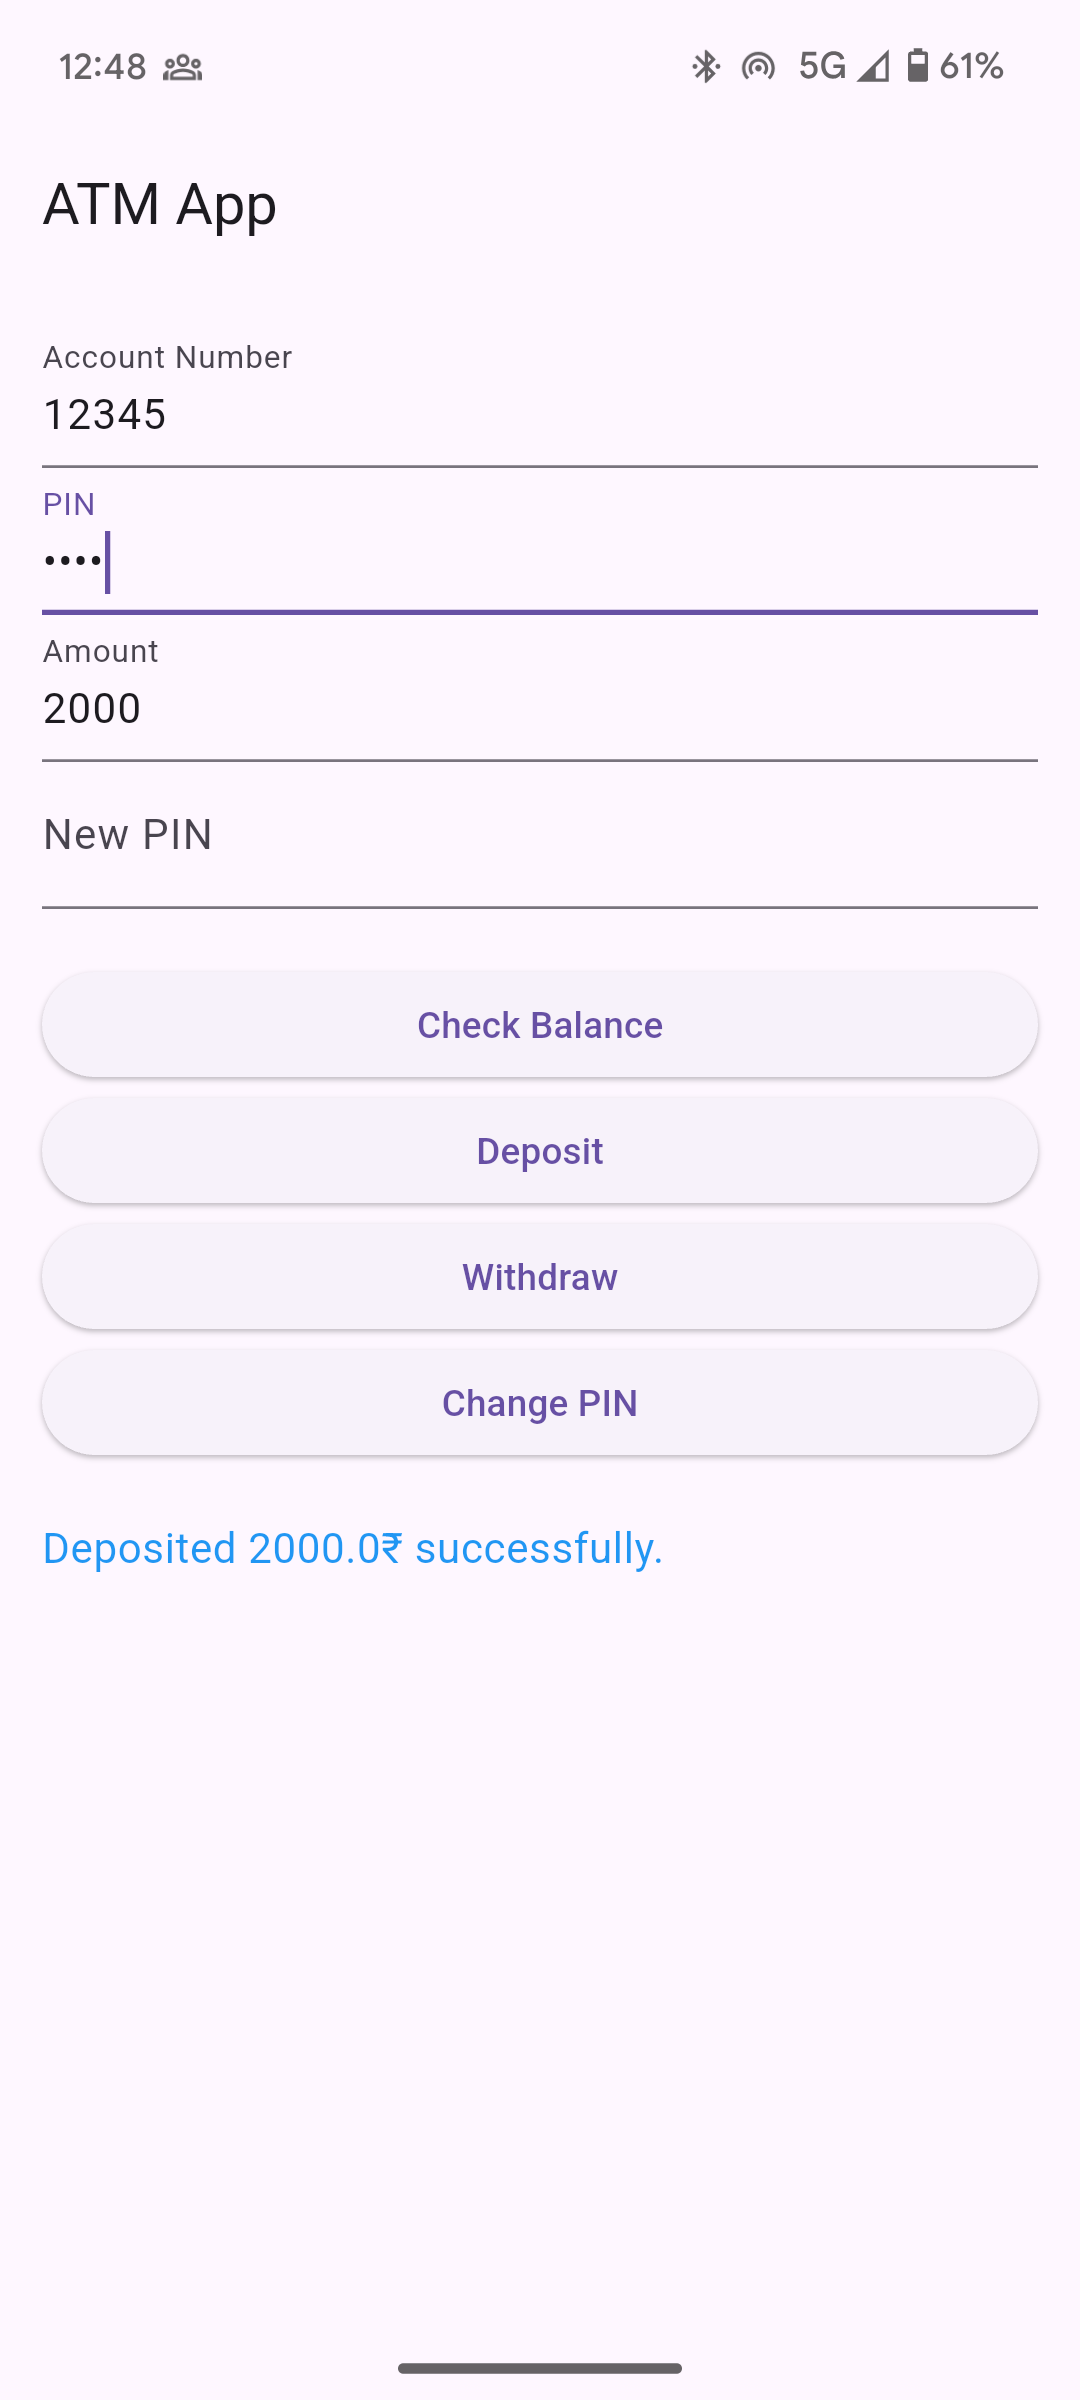 12:48 5G 61%
ATM App
Account Number
12345
PIN
••••
Amount
2000
New PIN
Check Balance
Deposit
Withdraw
Change PIN
Deposited 2000.0₹ successfully.